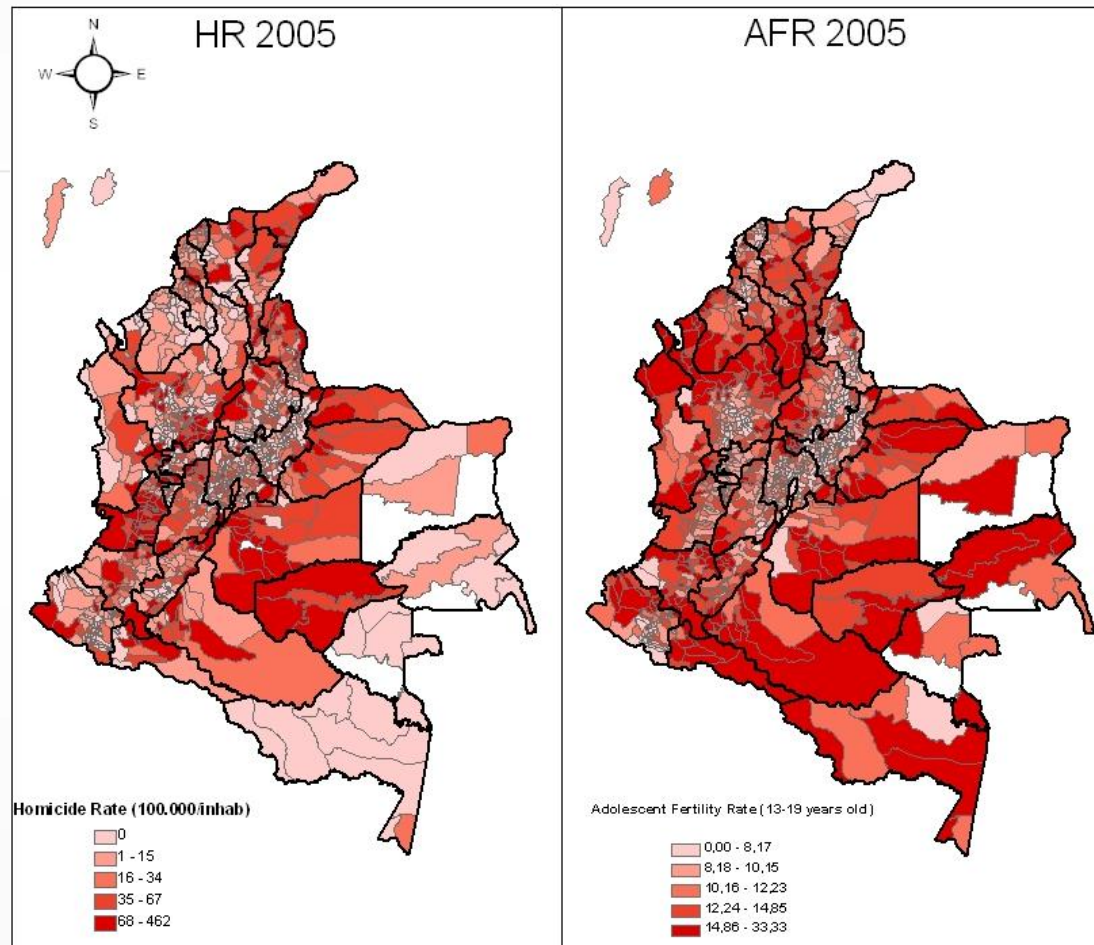 HR 2005
N
W E
S
Homicide Rate (100.000/inhab)
0
1 - 15
16 - 34
35 - 67
68 - 462
AFR 2005
Adolescent Fertility Rate (13-19 years old)
0,00 - 8,17
8,18 - 10,15
10,16 - 12,23
12,24 - 14,85
14,86 - 33,33